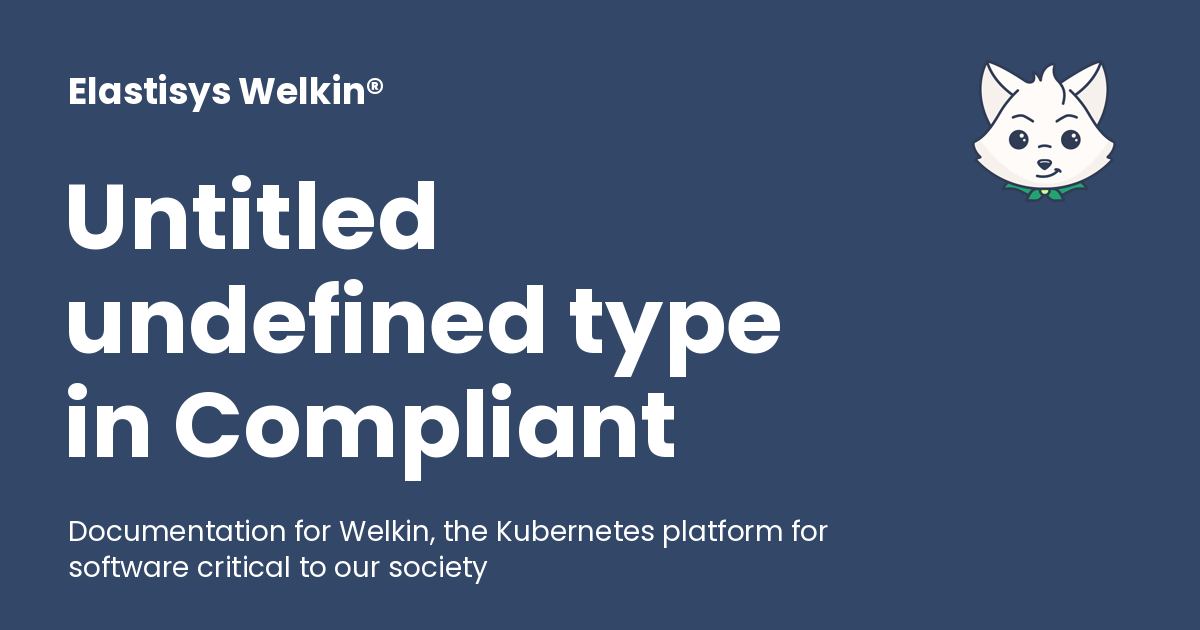 Elastisys Welkin®
Untitled
undefined type
in Compliant
Documentation for Welkin, the Kubernetes platform for
software critical to our society